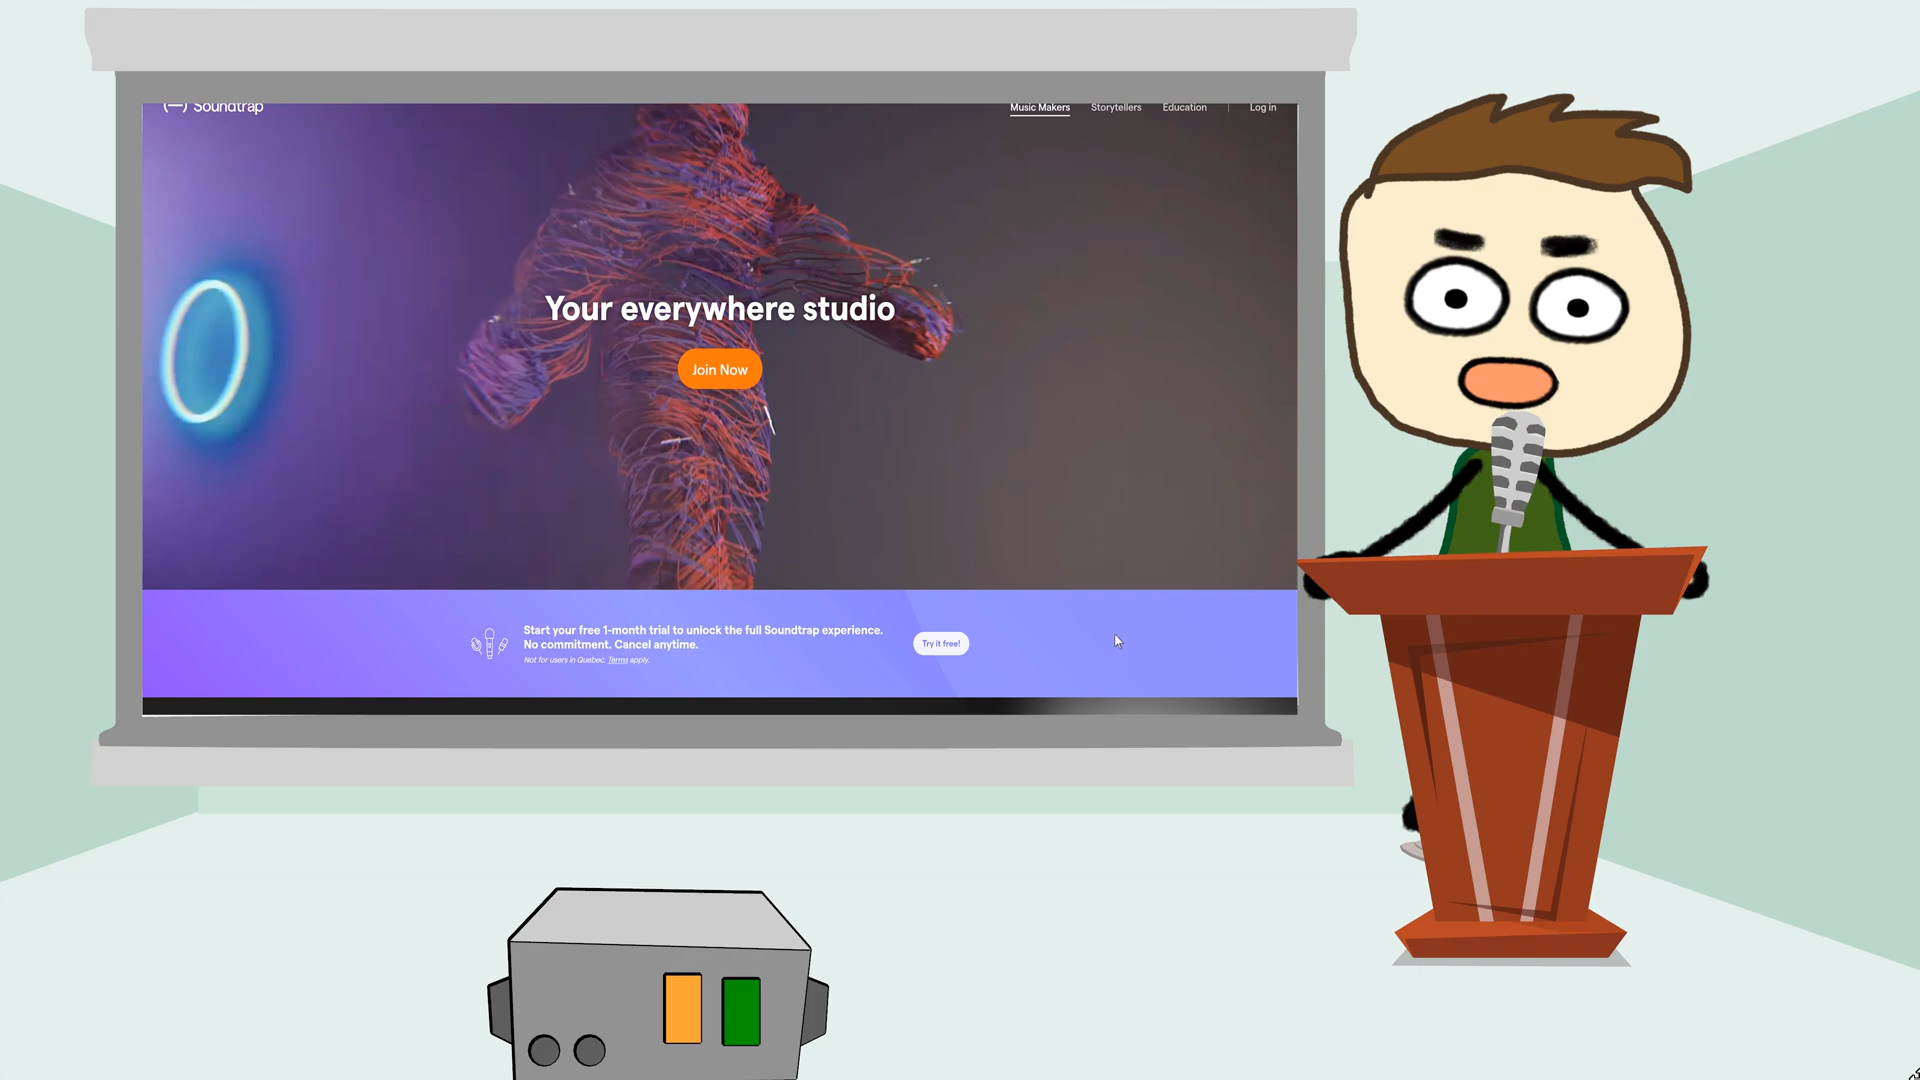 Soundtrap
Music Makers Storytellers Education Log in
Your everywhere studio
Join Now
Start your free 1-month trial to unlock the full Soundtrap experience.
No commitment. Cancel anytime.
Not for users in Quebec. Terms apply.
Try it free!